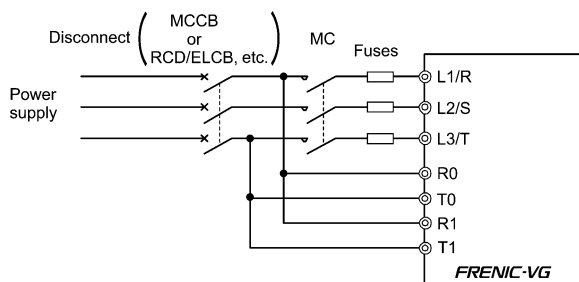 Disconnect
(MCCB
or
RCD/ELCB, etc.)
MC
Fuses
Power
supply
L1/R
L2/S
L3/T
R0
T0
R1
T1
FRENIC-VG